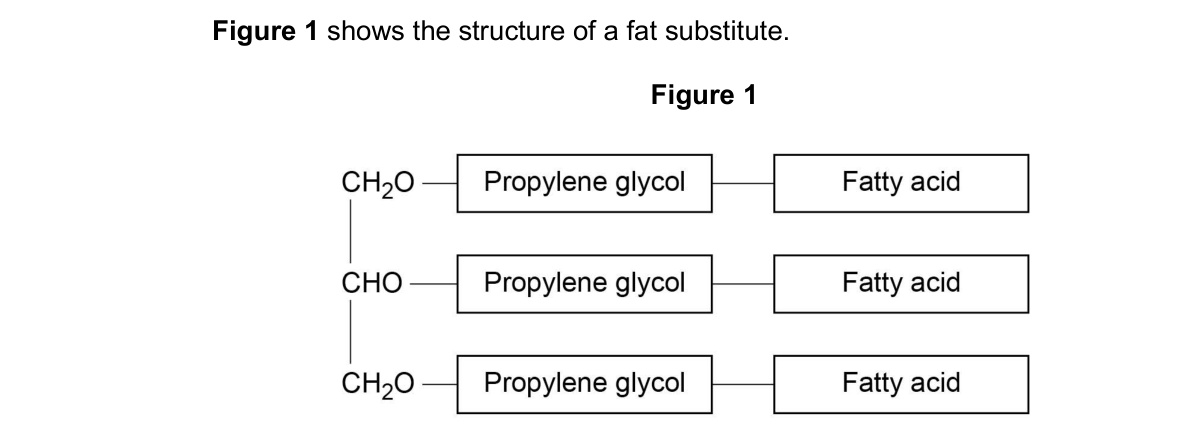 Figure 1 shows the structure of a fat substitute.
Figure 1
CH₂O Propylene glycol Fatty acid
CHO Propylene glycol Fatty acid
CH₂O Propylene glycol Fatty acid